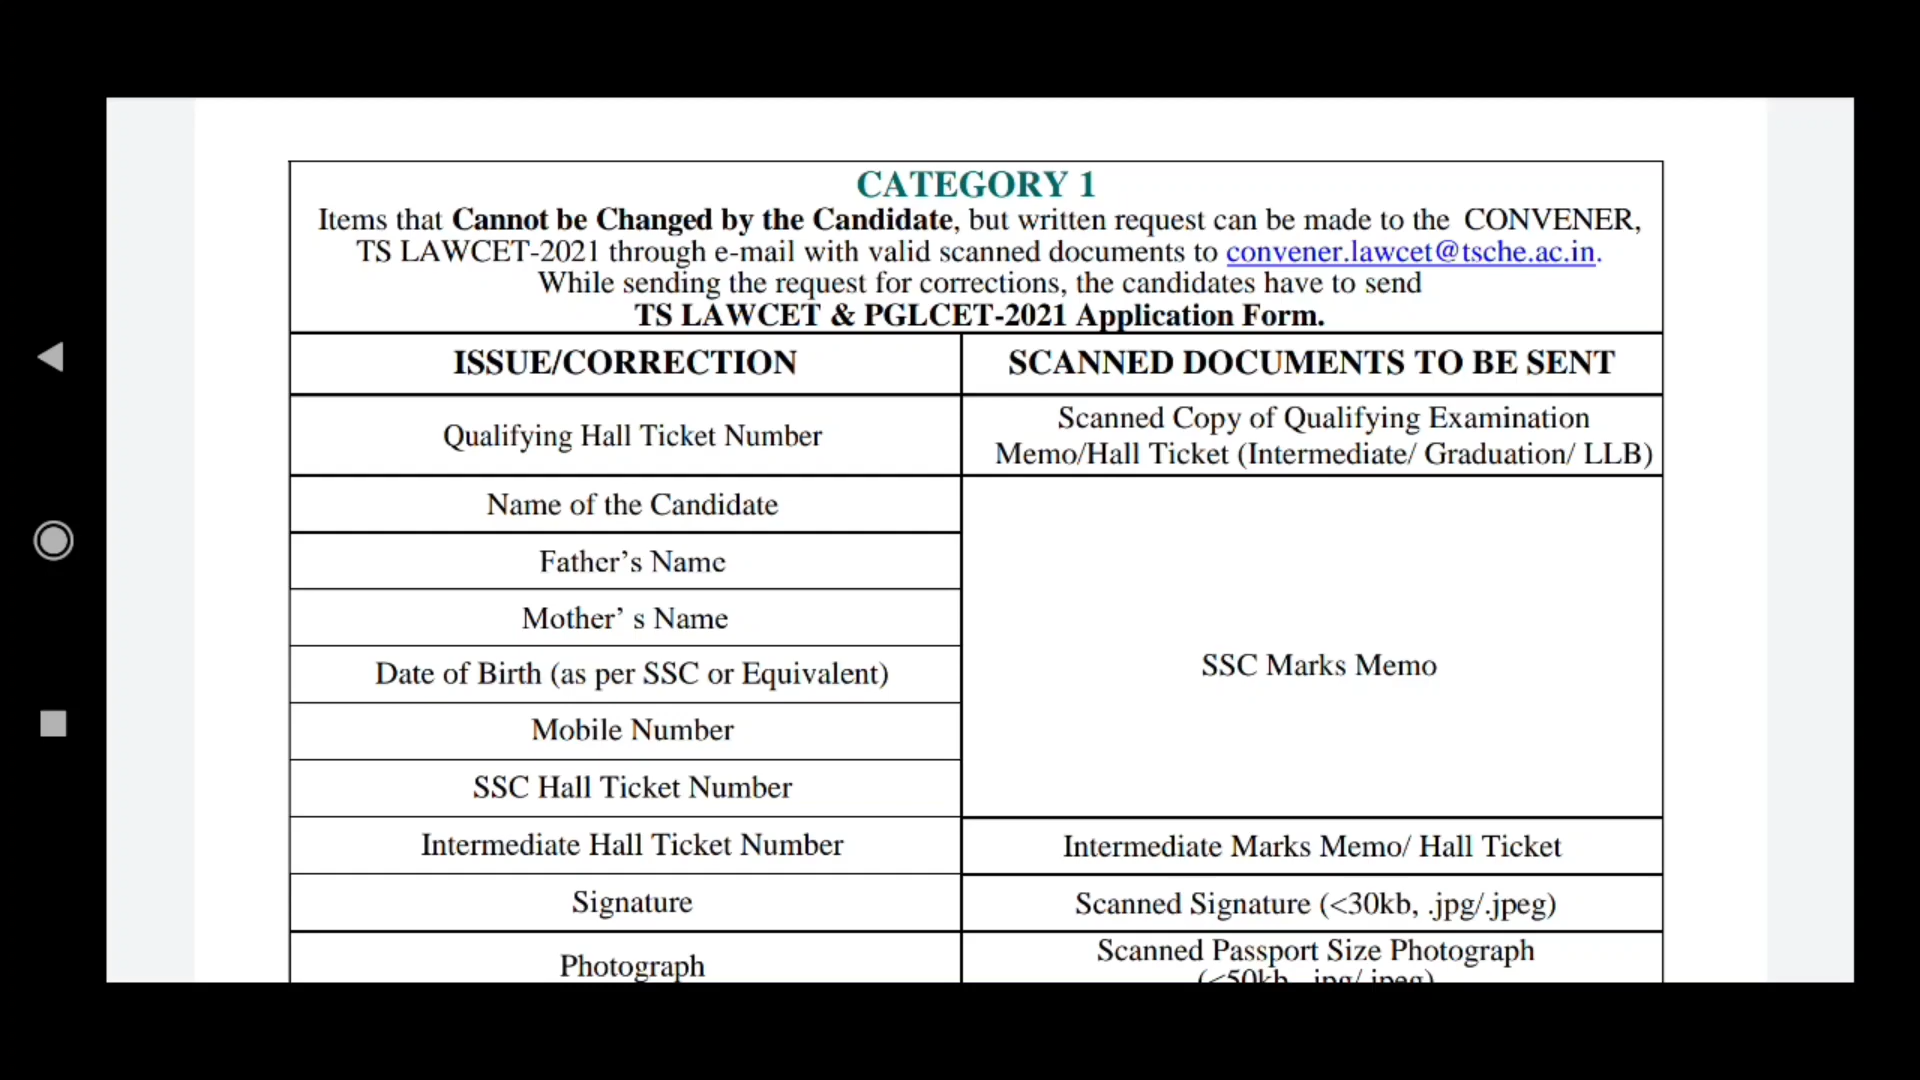 CATEGORY 1
Items that Cannot be Changed by the Candidate, but written request can be made to the CONVENER,
TS LAWCET-2021 through e-mail with valid scanned documents to convener.lawcet@tsche.ac.in.
While sending the request for corrections, the candidates have to send
TS LAWCET & PGLCET-2021 Application Form.
ISSUE/CORRECTION
SCANNED DOCUMENTS TO BE SENT
Qualifying Hall Ticket Number
Scanned Copy of Qualifying Examination
Memo/Hall Ticket (Intermediate/ Graduation/ LLB)
Name of the Candidate
Father’s Name
Mother’ s Name
Date of Birth (as per SSC or Equivalent)
Mobile Number
SSC Hall Ticket Number
SSC Marks Memo
Intermediate Hall Ticket Number
Intermediate Marks Memo/ Hall Ticket
Signature
Scanned Signature (<30kb, .jpg/.jpeg)
Photograph
Scanned Passport Size Photograph
(<50kb, .jpg/.jpeg)